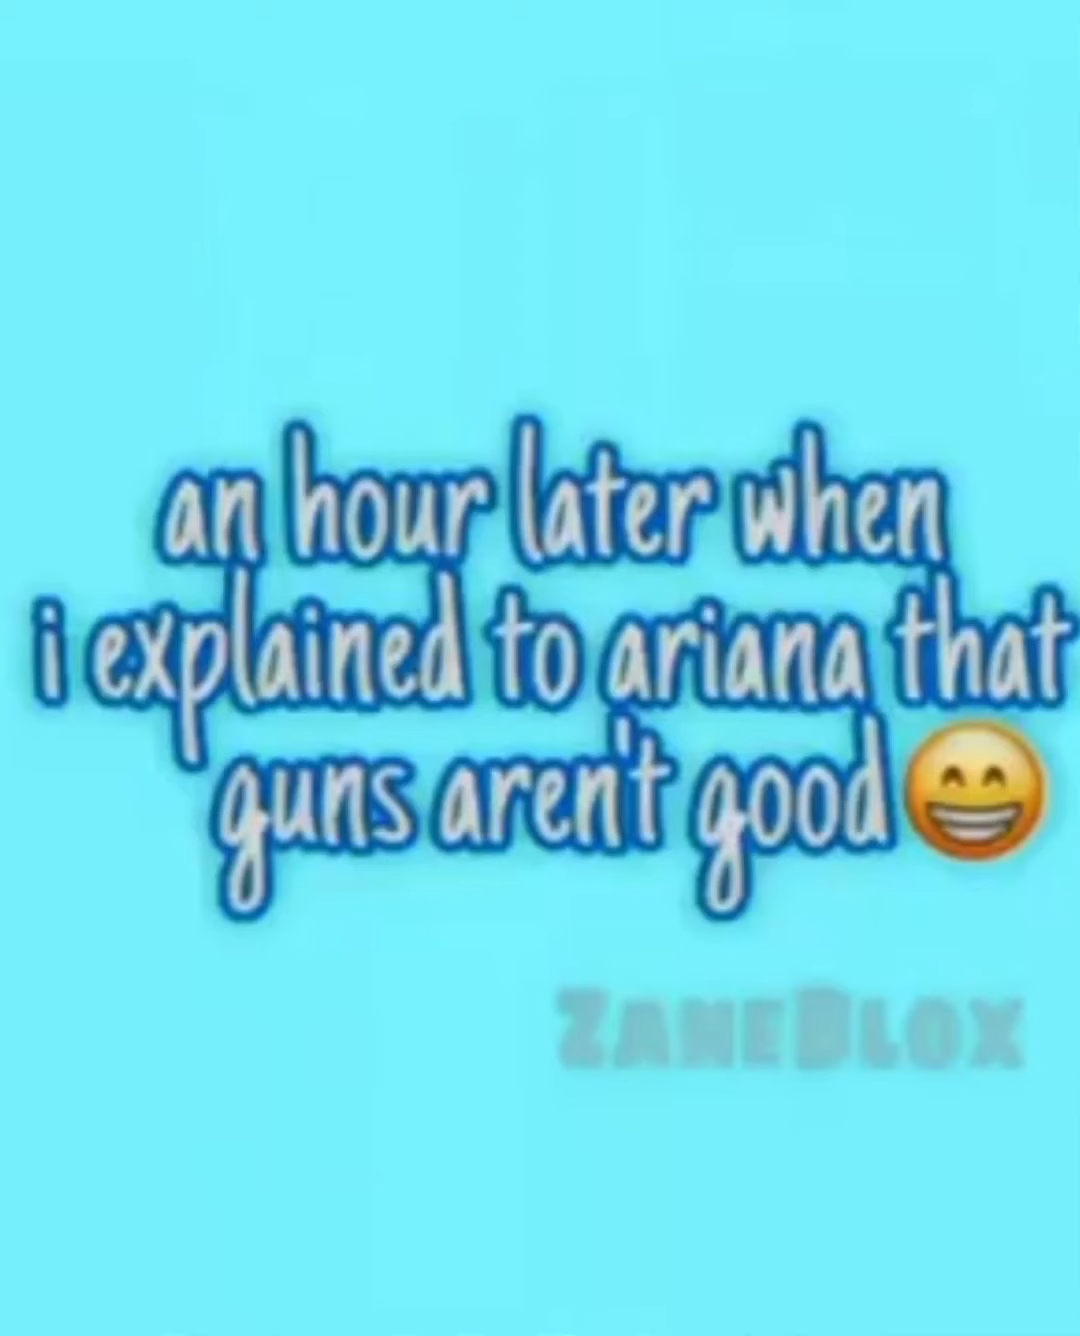 an hour later when
i explained to ariana that
guns aren't good😁
ZANEBLOX